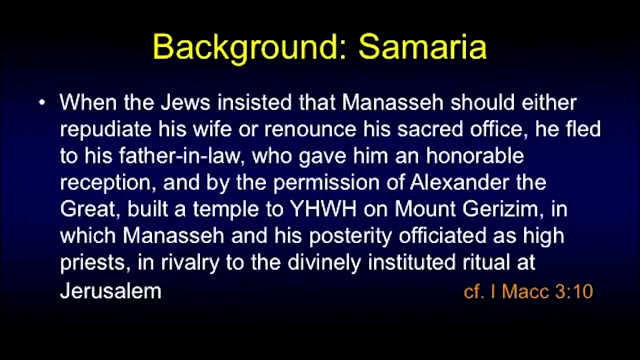 Background: Samaria
• When the Jews insisted that Manasseh should either
repudiate his wife or renounce his sacred office, he fled
to his father-in-law, who gave him an honorable
reception, and by the permission of Alexander the
Great, built a temple to YHWH on Mount Gerizim, in
which Manasseh and his posterity officiated as high
priests, in rivalry to the divinely instituted ritual at
Jerusalem cf. I Macc 3:10